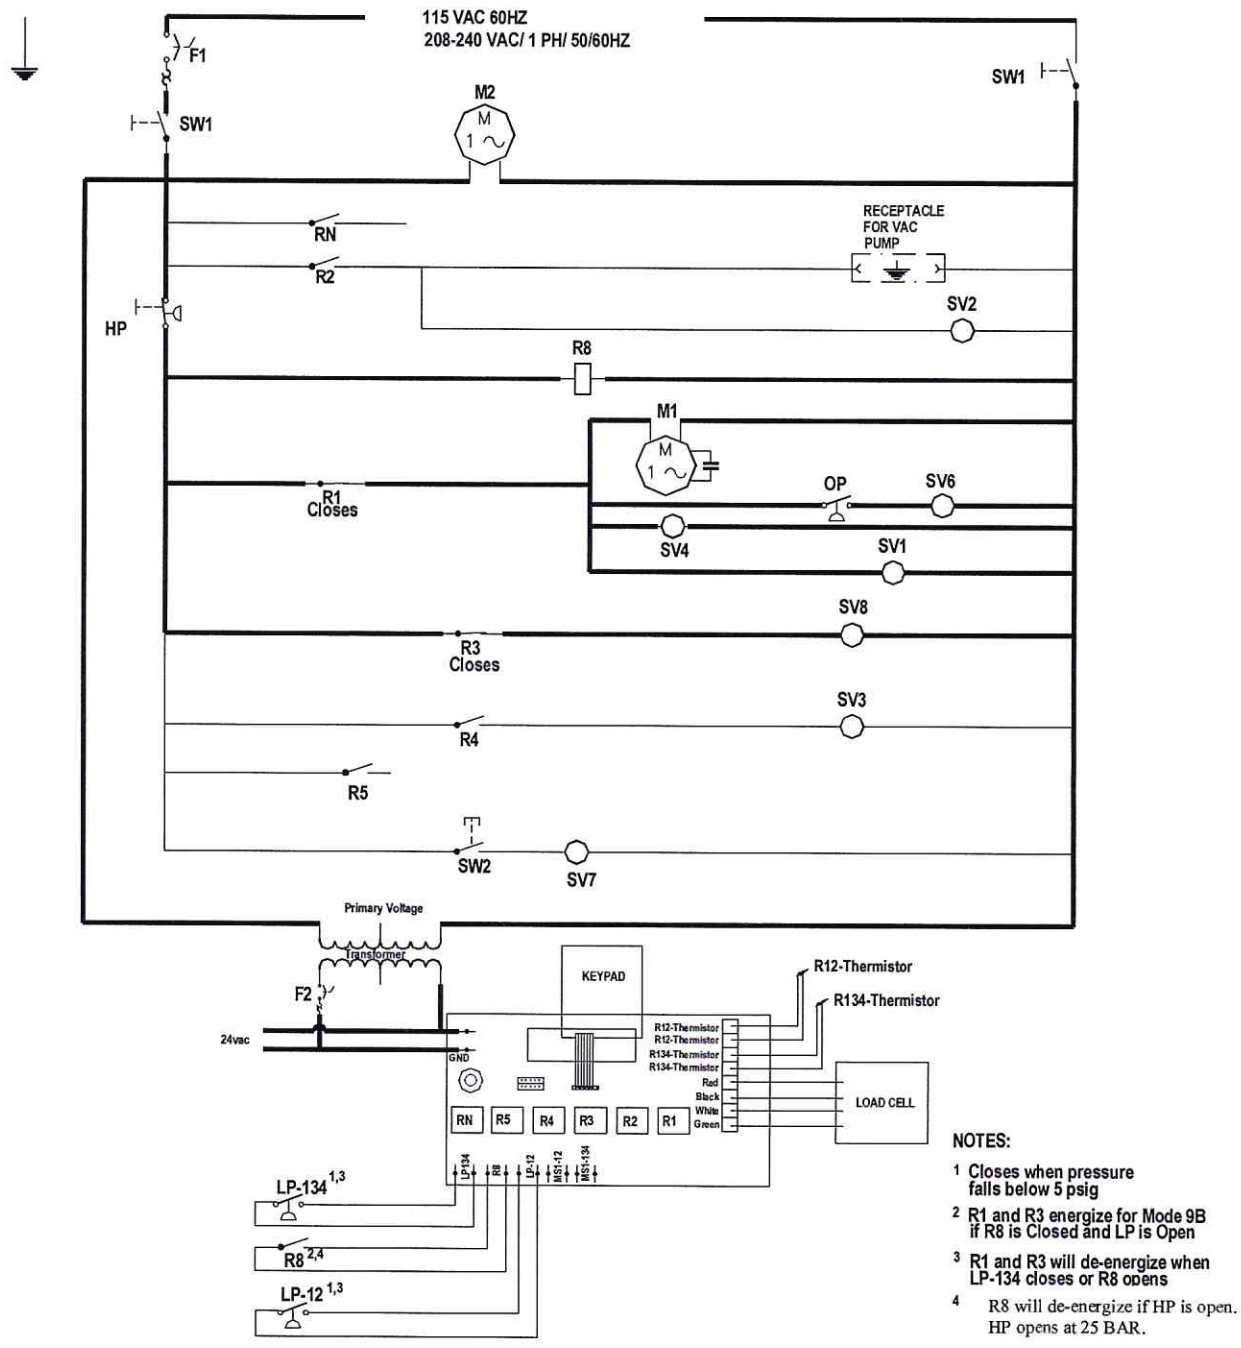 115 VAC 60HZ
208-240 VAC/ 1 PH/ 50/60HZ
F1
SW1
SW1
M2
M
1
RECEPTACLE
FOR VAC
PUMP
RN
R2
SV2
HP
R8
M1
M
1
OP
SV6
R1
Closes
SV4
SV1
SV8
R3
Closes
SV3
R4
R5
SW2
SV7
Primary Voltage
Transformer
F2
24vac
GND
KEYPAD
R12-Thermistor
R134-Thermistor
R12-Thermistor
R12-Thermistor
R134-Thermistor
R134-Thermistor
Red
Black
White
Green
LOAD CELL
RN
R5
R4
R3
R2
R1
LP134
R8
LP-12
MS1-12
MS1-134
LP-134 1,3
R8 2,4
LP-12 1,3
NOTES:
1 Closes when pressure
falls below 5 psig
2 R1 and R3 energize for Mode 9B
if R8 is Closed and LP is Open
3 R1 and R3 will de-energize when
LP-134 closes or R8 opens
4 R8 will de-energize if HP is open.
HP opens at 25 BAR.